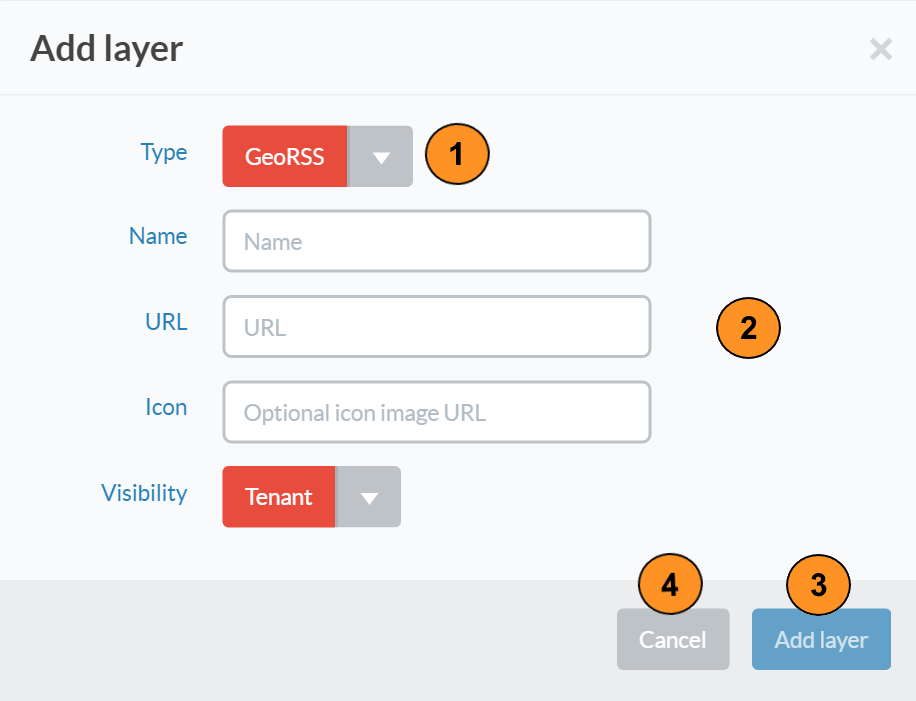 Add layer
Type GeoRSS 1
Name Name
URL URL 2
Icon Optional icon image URL
Visibility Tenant
4 3
Cancel Add layer